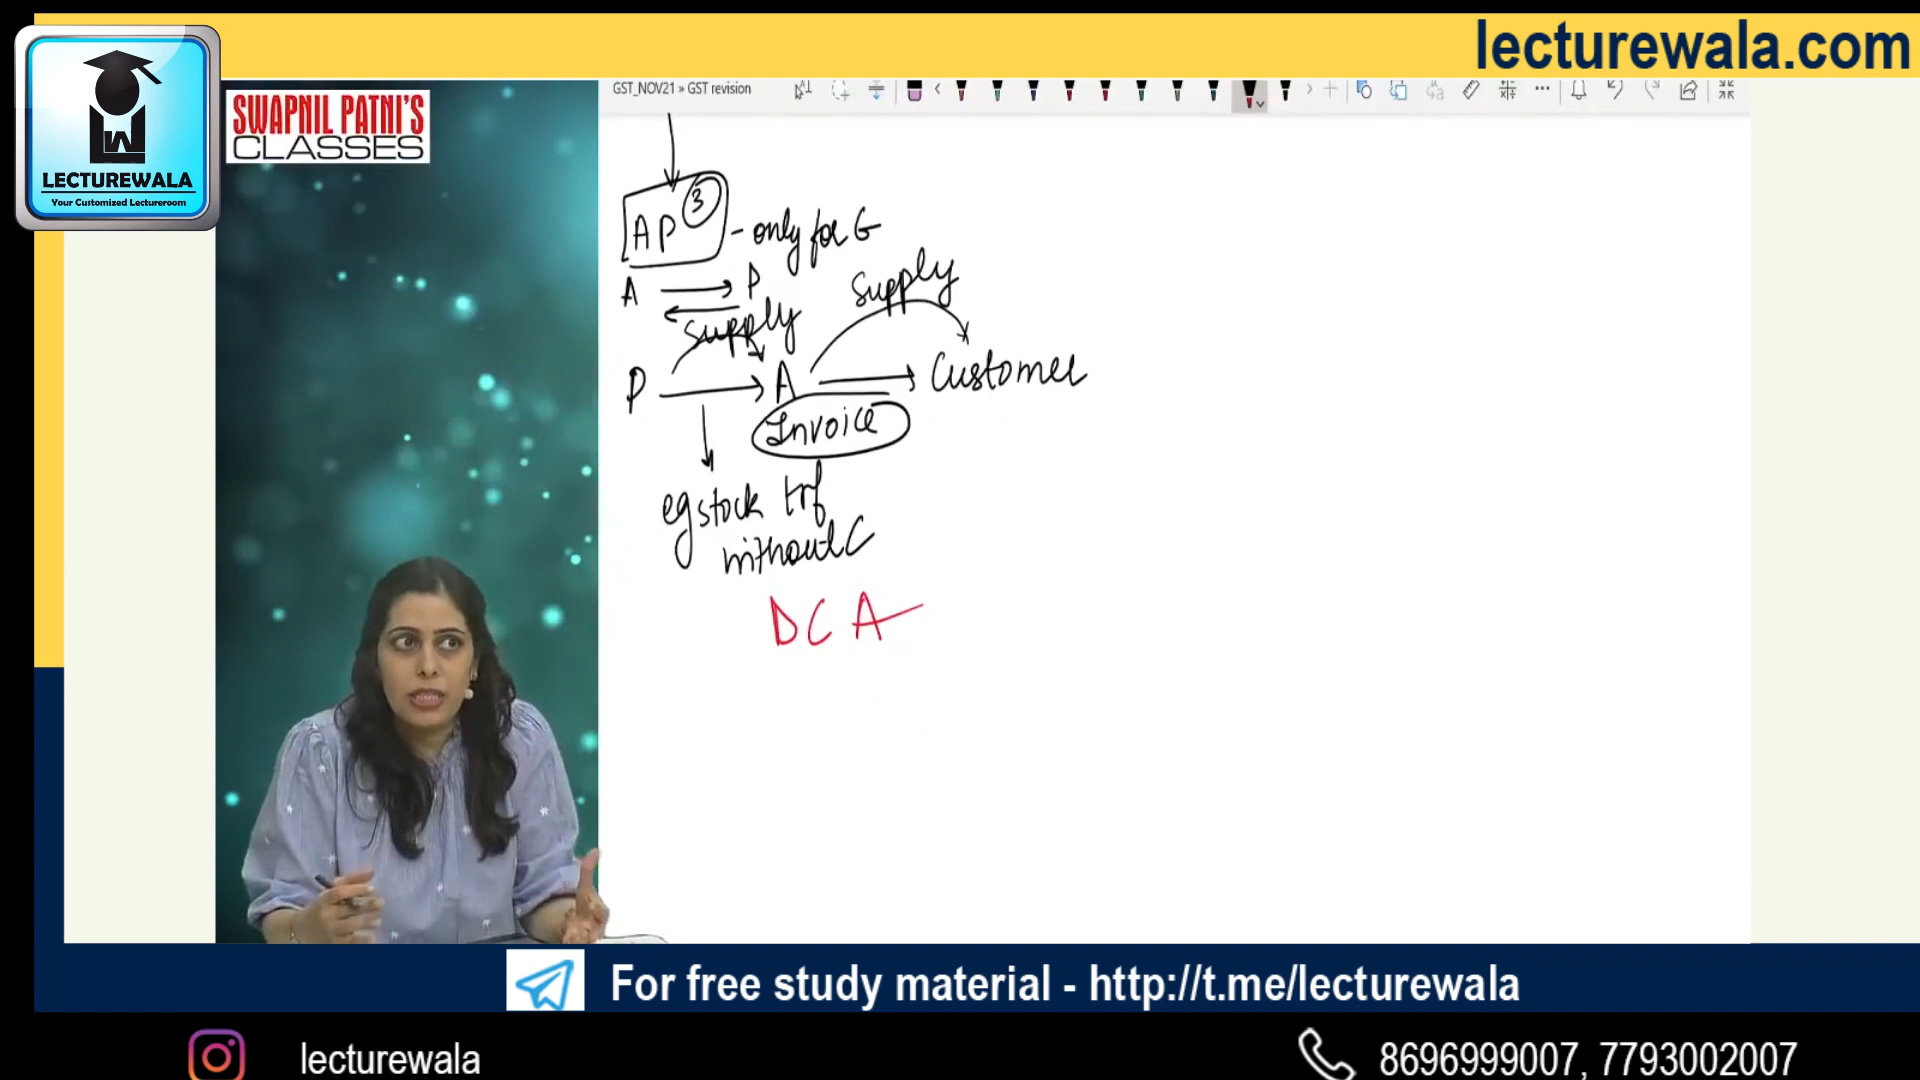 lecturewala.com
LW
LECTUREWALA
Your Customized Lectureroom
SWAPNIL PATNI'S
CLASSES
GST_NOV21 » GST revision
AP 3 - only for G
A P
Supply
Supply
P A Customer
Invoice
eg stock trf
without C
DCA
For free study material - http://t.me/lecturewala
lecturewala
8696999007, 7793002007